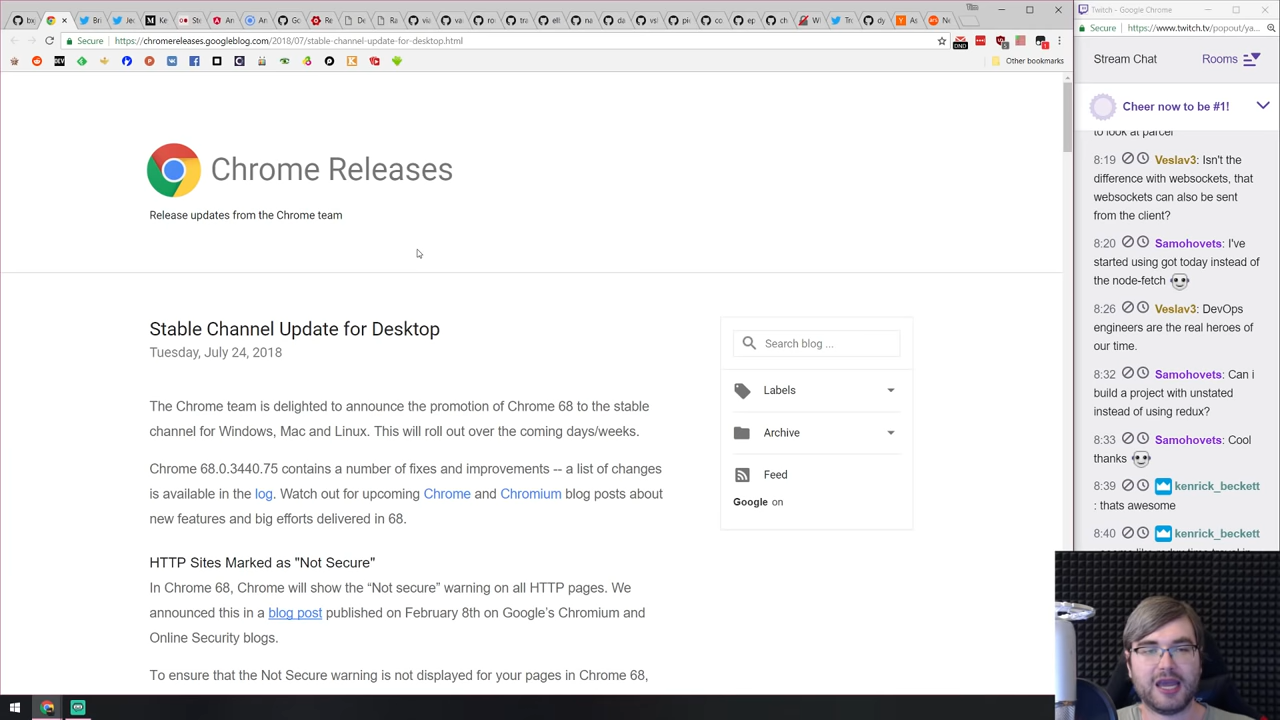 Secure
https://chromereleases.googleblog.com/2018/07/stable-channel-update-for-desktop.html
Other bookmarks
Chrome Releases
Release updates from the Chrome team
Stable Channel Update for Desktop
Tuesday, July 24, 2018
The Chrome team is delighted to announce the promotion of Chrome 68 to the stable
channel for Windows, Mac and Linux. This will roll out over the coming days/weeks.
Chrome 68.0.3440.75 contains a number of fixes and improvements -- a list of changes
is available in the log. Watch out for upcoming Chrome and Chromium blog posts about
new features and big efforts delivered in 68.
HTTP Sites Marked as "Not Secure"
In Chrome 68, Chrome will show the “Not secure” warning on all HTTP pages. We
announced this in a blog post published on February 8th on Google’s Chromium and
Online Security blogs.
To ensure that the Not Secure warning is not displayed for your pages in Chrome 68,
Search blog ...
Labels
Archive
Feed
Google on
Twitch - Google Chrome
Secure
https://www.twitch.tv/popout/ya...
Stream Chat
Rooms
Cheer now to be #1!
to look at parcel
8:19 Veslav3: Isn't the
difference with websockets, that
websockets can also be sent
from the client?
8:20 Samohovets: I've
started using got today instead of
the node-fetch
8:26 Veslav3: DevOps
engineers are the real heroes of
our time.
8:32 Samohovets: Can i
build a project with unstated
instead of using redux?
8:33 Samohovets: Cool
thanks
8:39 kenrick_beckett
: thats awesome
8:40 kenrick_beckett